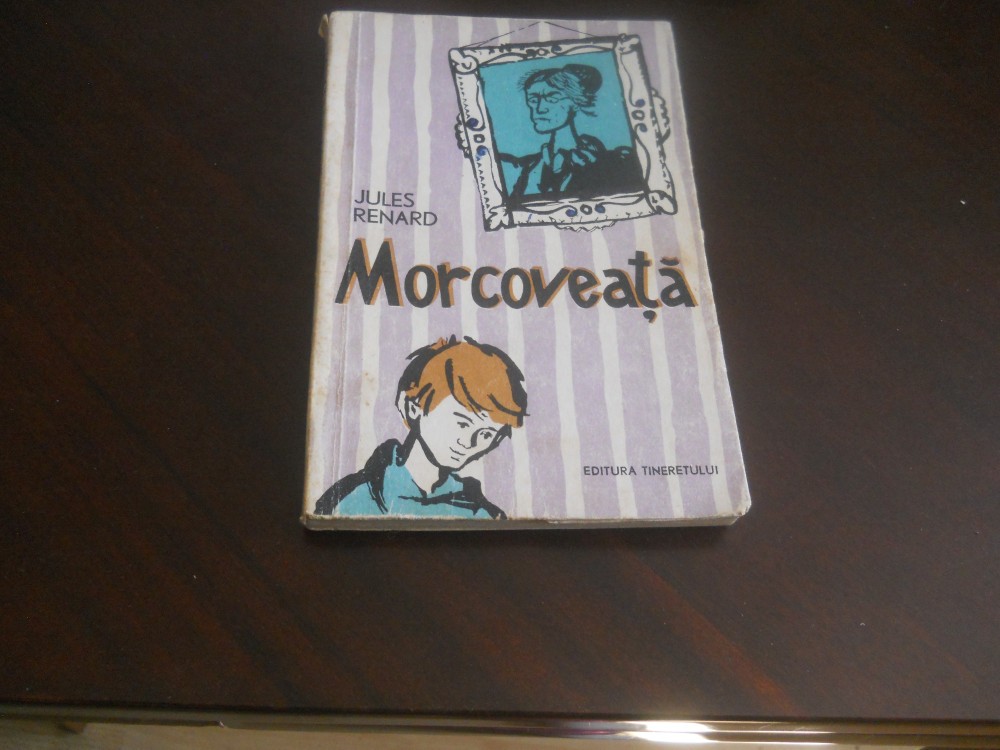 JULES
RENARD
Morcoveață
EDITURA TINERETULUI